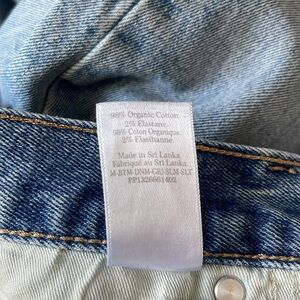 98% Organic Cotton.
2% Elastane.
98% Coton Organique.
2% Elasthanne.
Made in Sri Lanka.
Fabriqué au Sri Lanka.
M-BTM-DNM-GRJ-SLM-SLT
PP1326661402